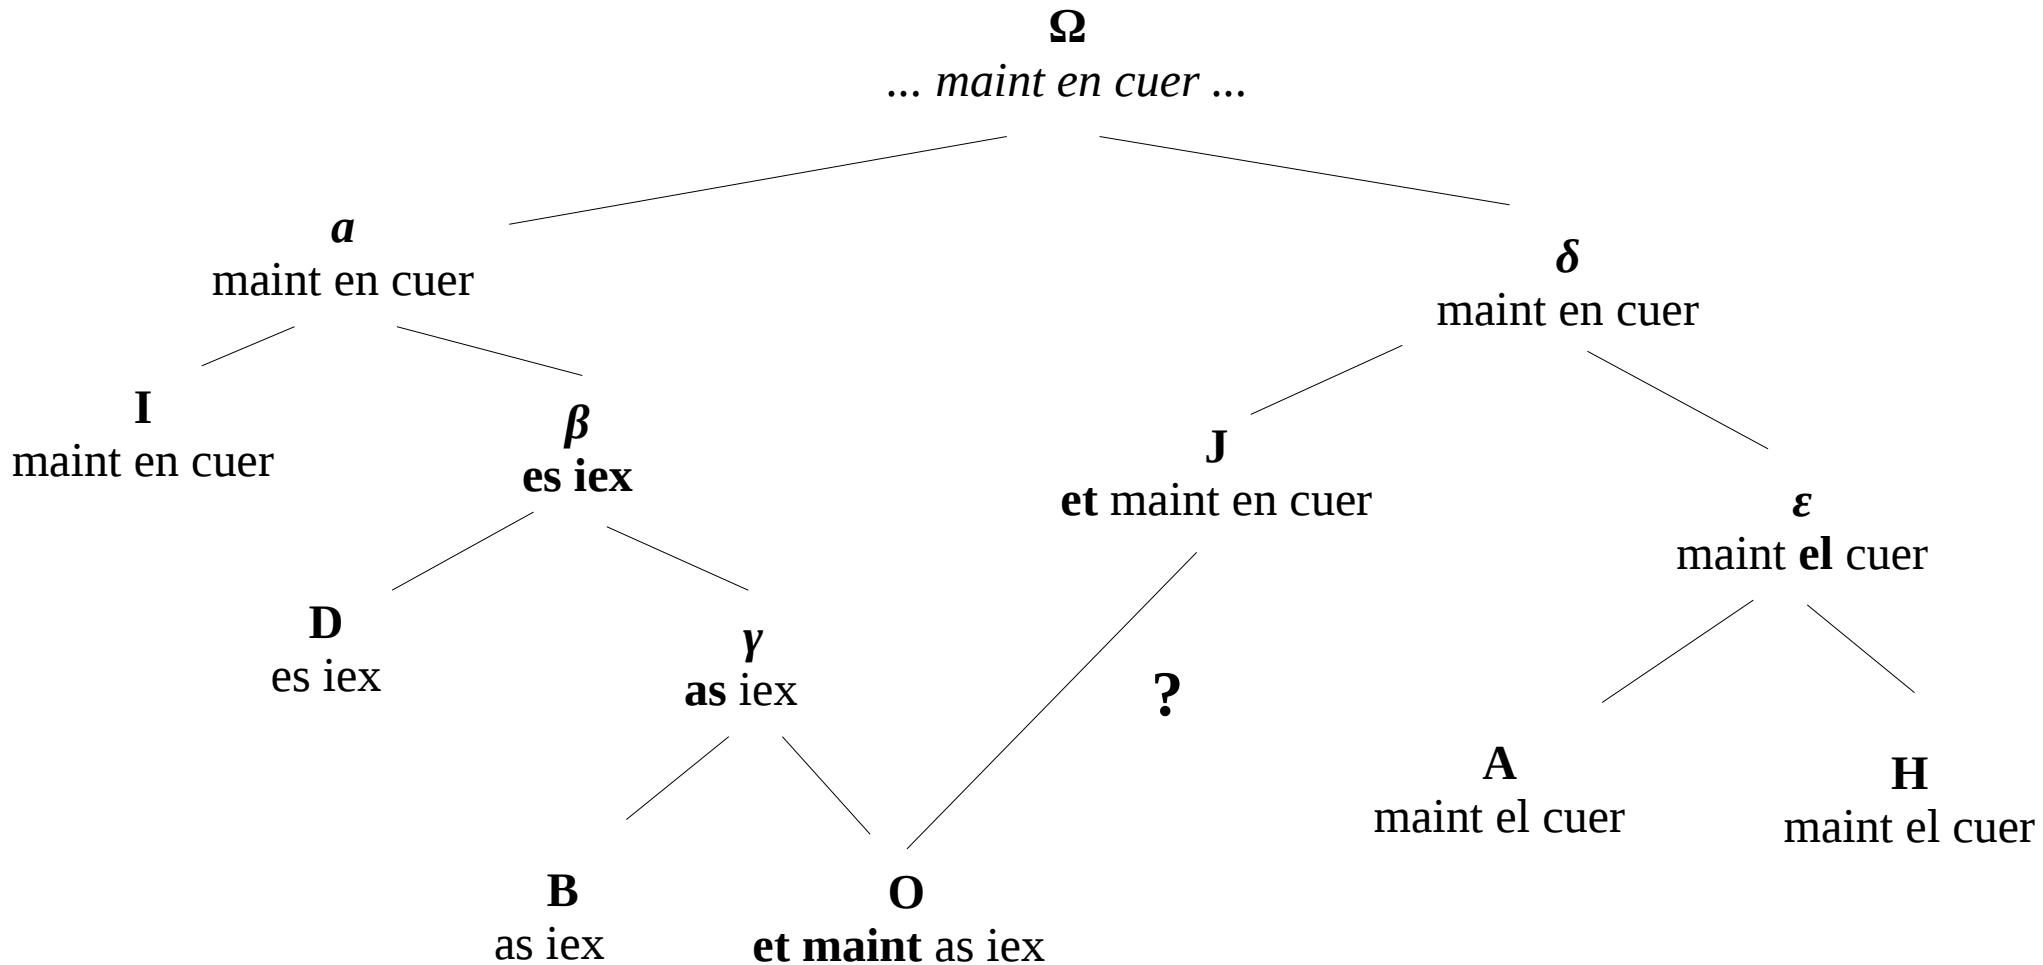 Ω
... maint en cuer ...
a
maint en cuer
δ
maint en cuer
I
maint en cuer
β
es iex
J
et maint en cuer
ε
maint el cuer
D
es iex
γ
as iex
?
A
maint el cuer
H
maint el cuer
B
as iex
O
et maint as iex